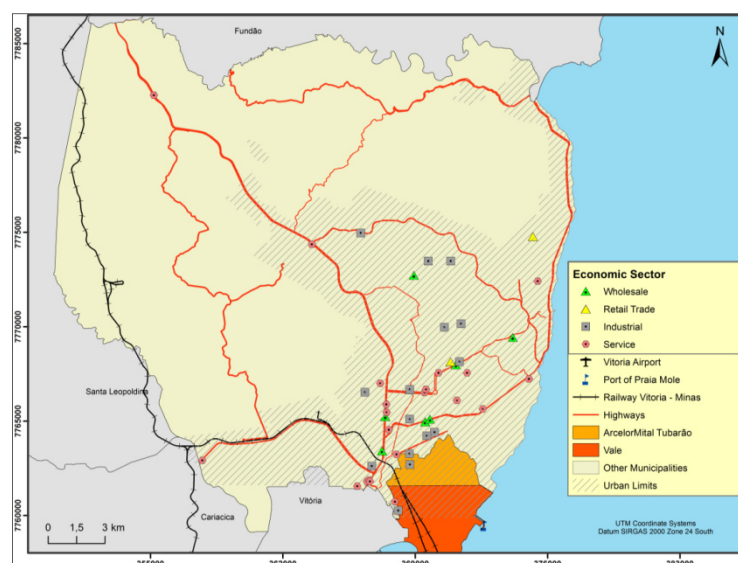 Fundão
N
7785000
7780000
7775000
7770000
7765000
7760000
Santa Leopoldina
Cariacica
Vitória
Economic Sector
Wholesale
Retail Trade
Industrial
Service
Vitoria Airport
Port of Praia Mole
Railway Vitoria - Minas
Highways
ArcelorMital Tubarão
Vale
Other Municipalities
Urban Limits
0 1,5 3 km
UTM Coordinate Systems
Datum SIRGAS 2000 Zone 24 South